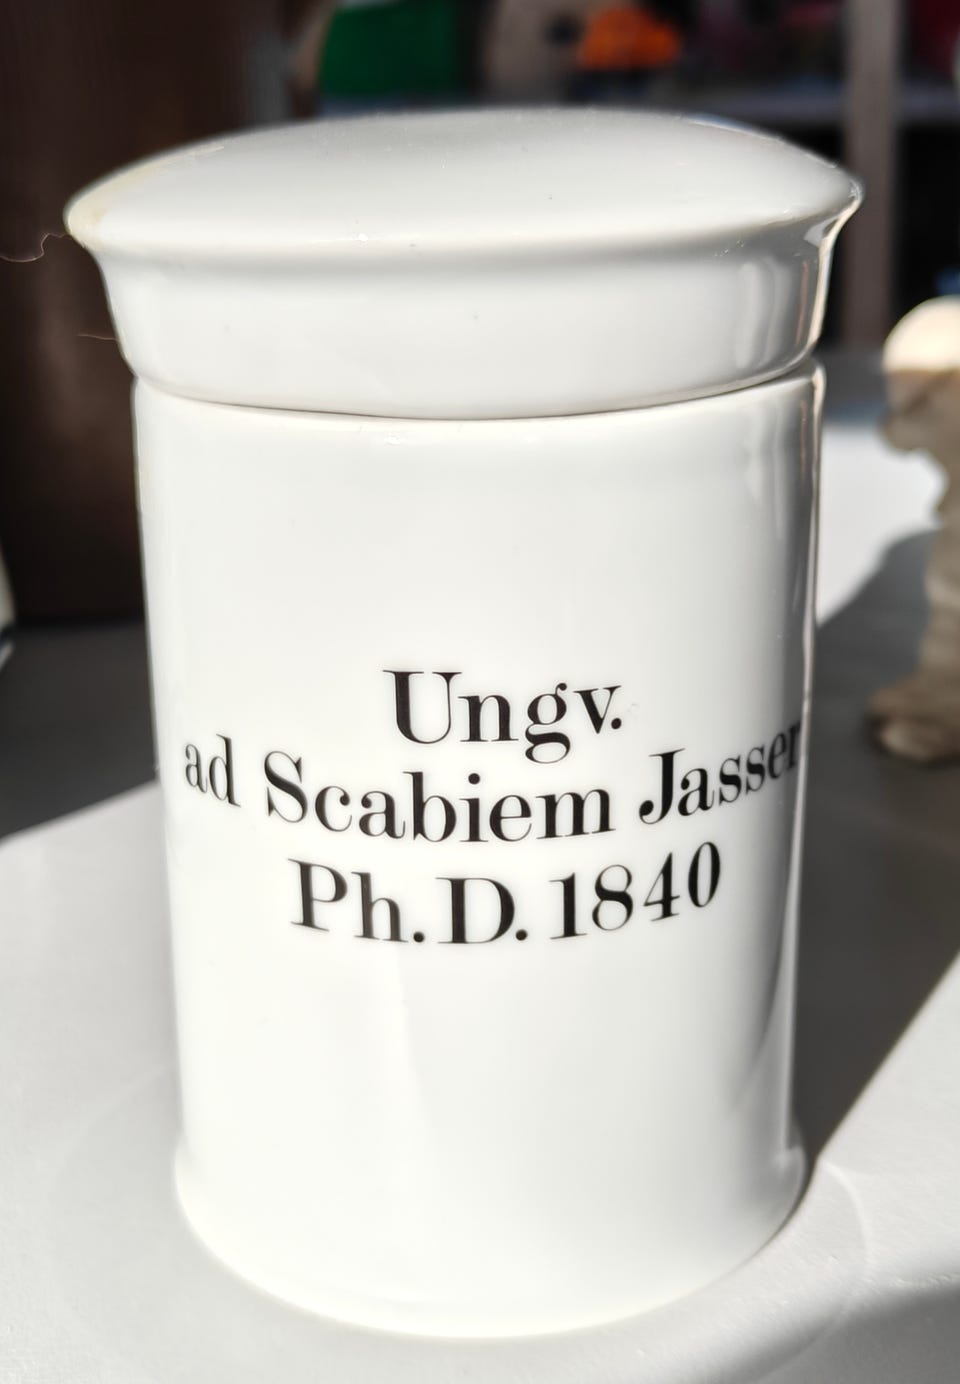 Ungv.
ad Scabiem Jasser
Ph. D. 1840